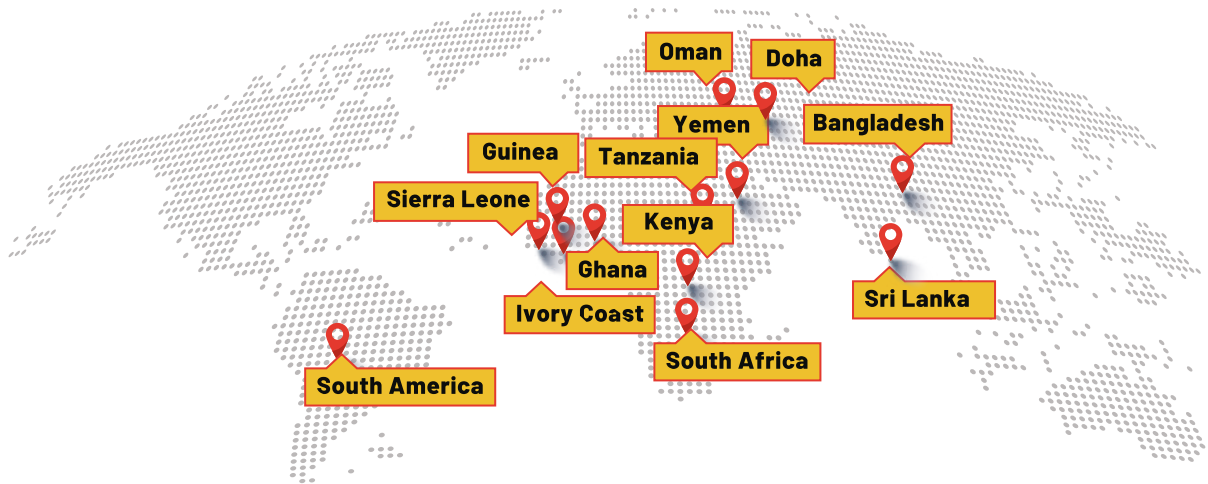 Oman
Doha
Yemen
Bangladesh
Guinea
Tanzania
Sierra Leone
Kenya
Ghana
Sri Lanka
Ivory Coast
South Africa
South America